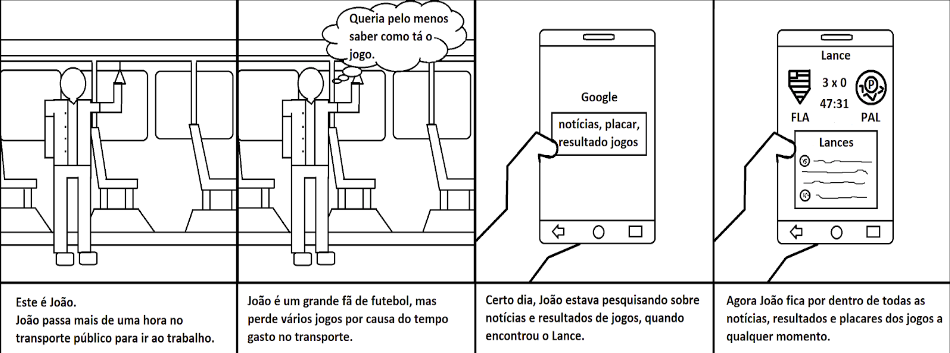 Queria pelo menos
saber como tá o
jogo.
Google
notícias, placar,
resultado jogos
Lance
3 x 0
47:31
FLA
PAL
P
Lances
Este é João.
João passa mais de uma hora no
transporte público para ir ao trabalho.
João é um grande fã de futebol, mas
perde vários jogos por causa do tempo
gasto no transporte.
Certo dia, João estava pesquisando sobre
notícias e resultados de jogos, quando
encontrou o Lance.
Agora João fica por dentro de todas as
notícias, resultados e placares dos jogos a
qualquer momento.